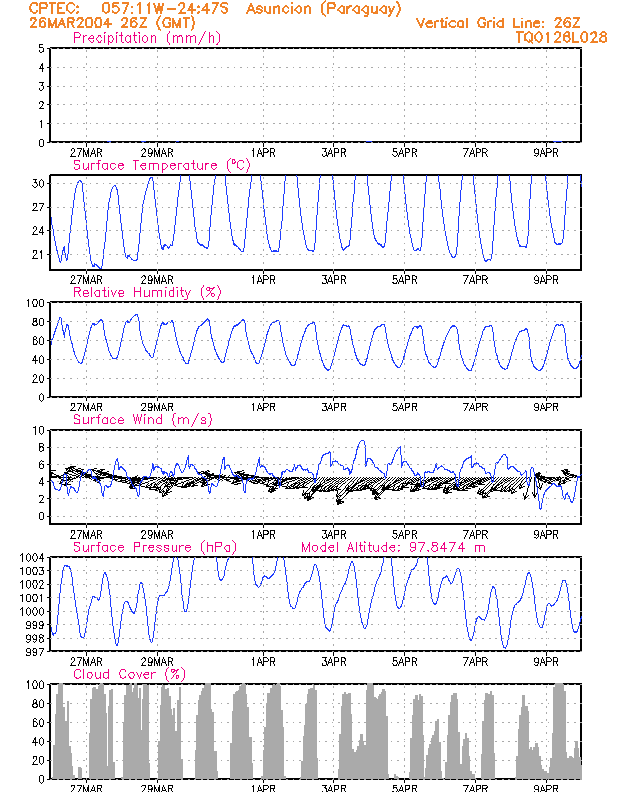 CPTEC: 057:11W-24:47S Asuncion (Paraguay)
26MAR2004 26Z (GMT) Vertical Grid Line: 26Z
Precipitation (mm/h) TQ0126L028
5
4
3
2
1
0
27MAR 29MAR 1APR 3APR 5APR 7APR 9APR
Surface Temperature (°C)
30
27
24
21
27MAR 29MAR 1APR 3APR 5APR 7APR 9APR
Relative Humidity (%)
100
80
60
40
20
0
27MAR 29MAR 1APR 3APR 5APR 7APR 9APR
Surface Wind (m/s)
10
8
6
4
2
0
27MAR 29MAR 1APR 3APR 5APR 7APR 9APR
Surface Pressure (hPa) Model Altitude: 97.8474 m
1004
1003
1002
1001
1000
999
998
997
27MAR 29MAR 1APR 3APR 5APR 7APR 9APR
Cloud Cover (%)
100
80
60
40
20
0
27MAR 29MAR 1APR 3APR 5APR 7APR 9APR